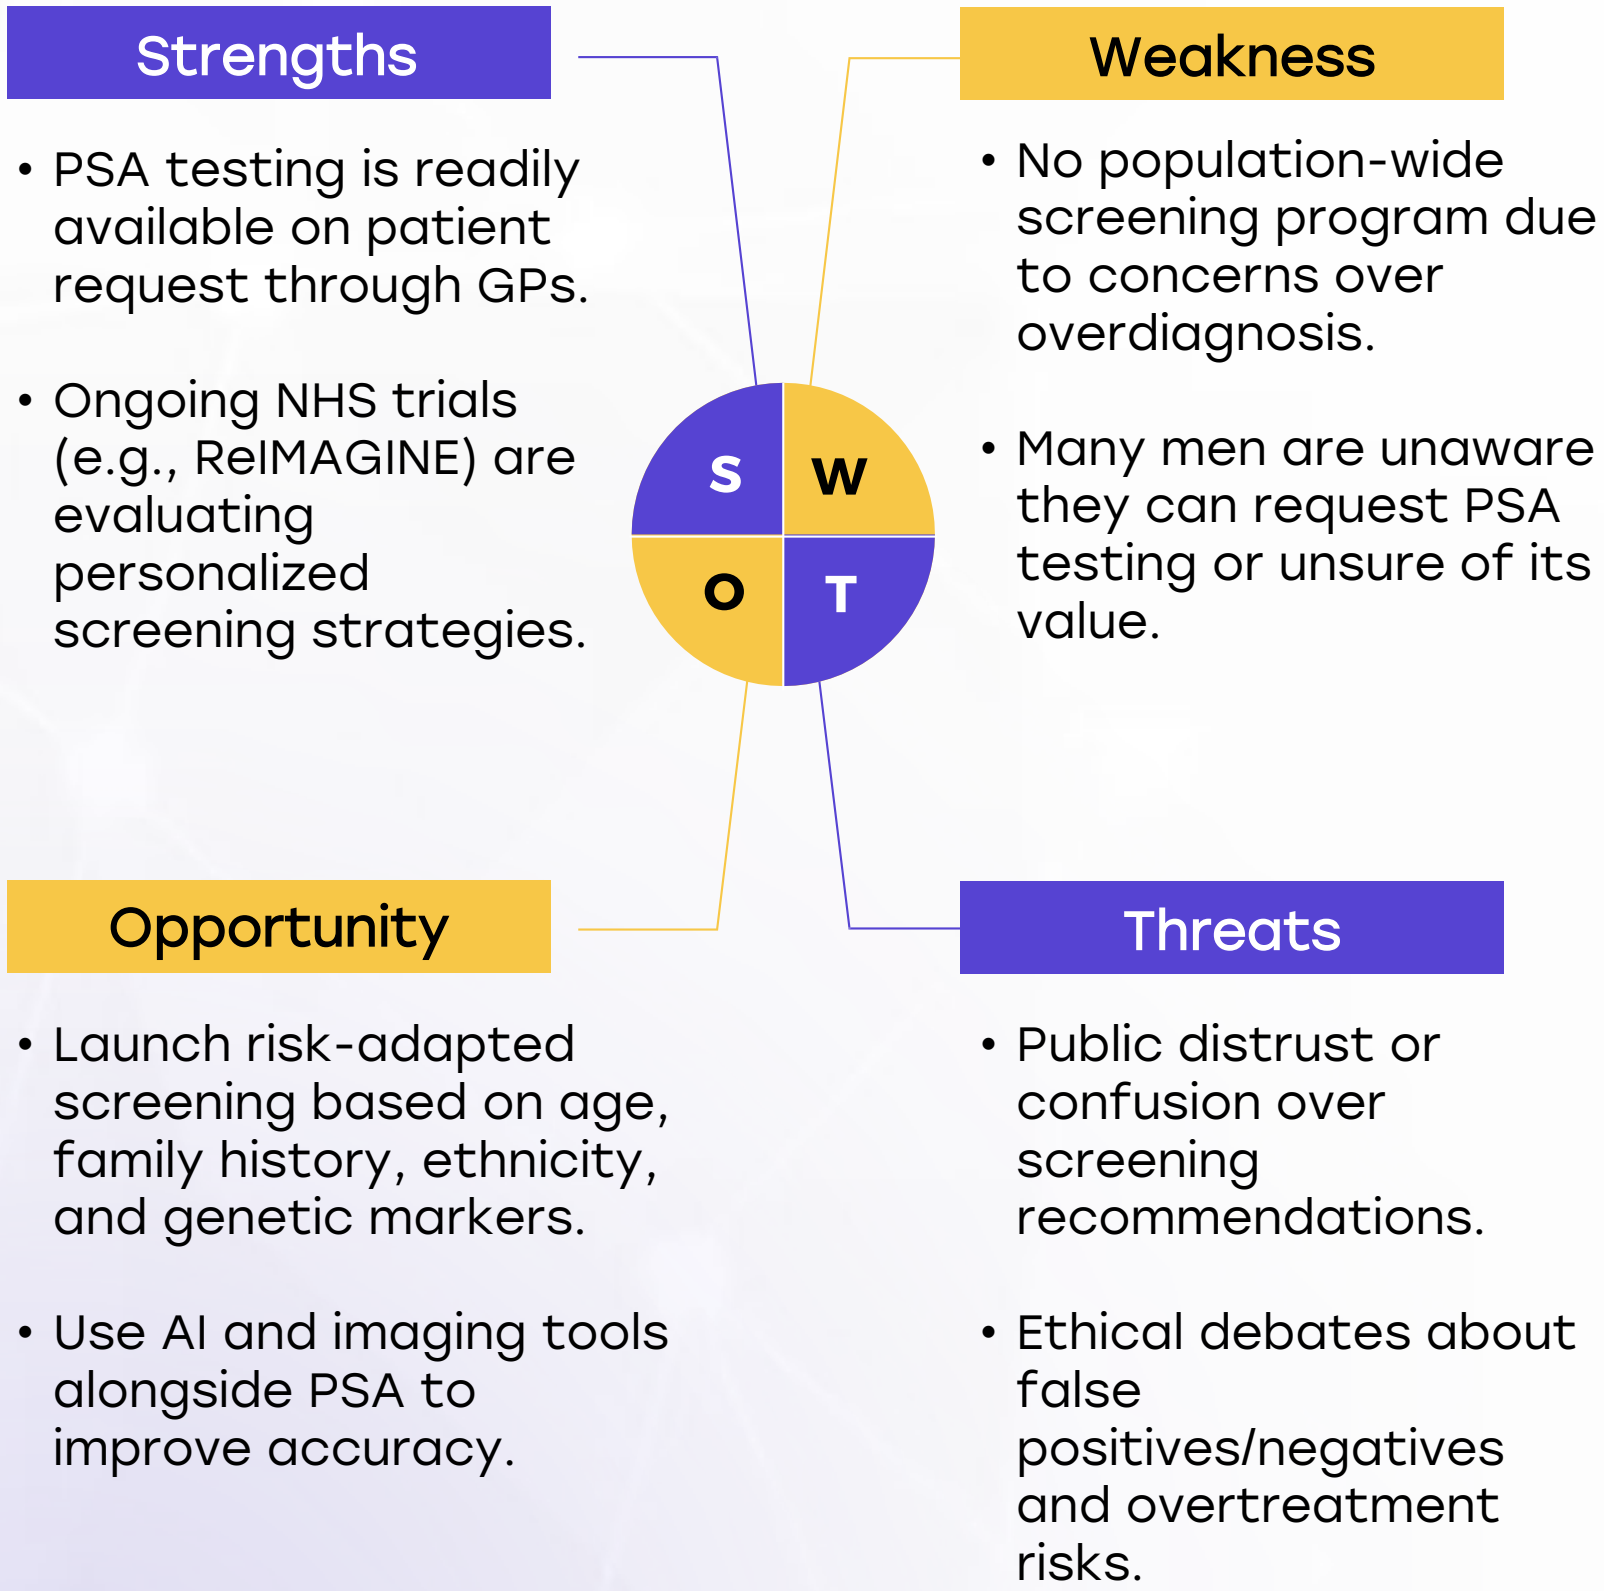 Strengths
• PSA testing is readily
available on patient
request through GPs.
• Ongoing NHS trials
(e.g., ReIMAGINE) are
evaluating
personalized
screening strategies.
Weakness
• No population-wide
screening program due
to concerns over
overdiagnosis.
• Many men are unaware
they can request PSA
testing or unsure of its
value.
S
W
O
T
Opportunity
• Launch risk-adapted
screening based on age,
family history, ethnicity,
and genetic markers.
• Use AI and imaging tools
alongside PSA to
improve accuracy.
Threats
• Public distrust or
confusion over
screening
recommendations.
• Ethical debates about
false
positives/negatives
and overtreatment
risks.